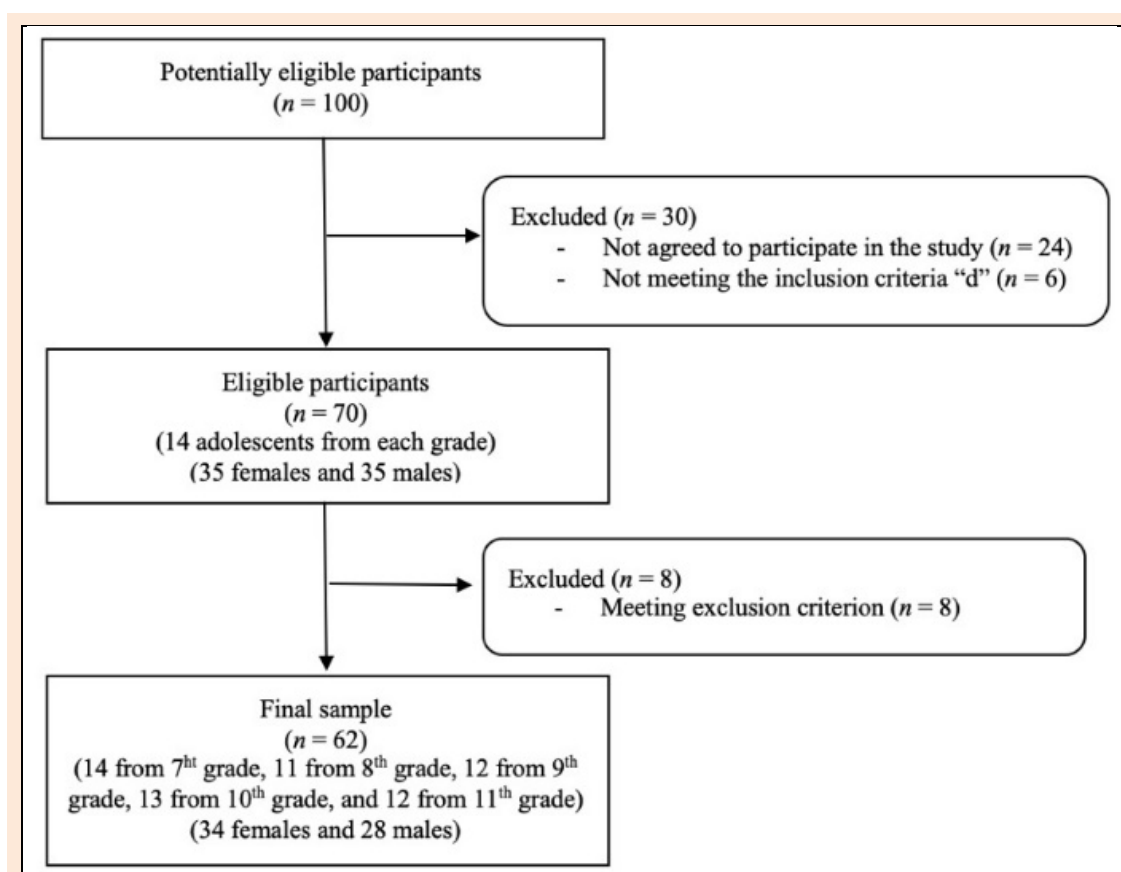 Potentially eligible participants
(n = 100)
Excluded (n = 30)
- Not agreed to participate in the study (n = 24)
- Not meeting the inclusion criteria “d” (n = 6)
Eligible participants
(n = 70)
(14 adolescents from each grade)
(35 females and 35 males)
Excluded (n = 8)
- Meeting exclusion criterion (n = 8)
Final sample
(n = 62)
(14 from 7ht grade, 11 from 8th grade, 12 from 9th
grade, 13 from 10th grade, and 12 from 11th grade)
(34 females and 28 males)